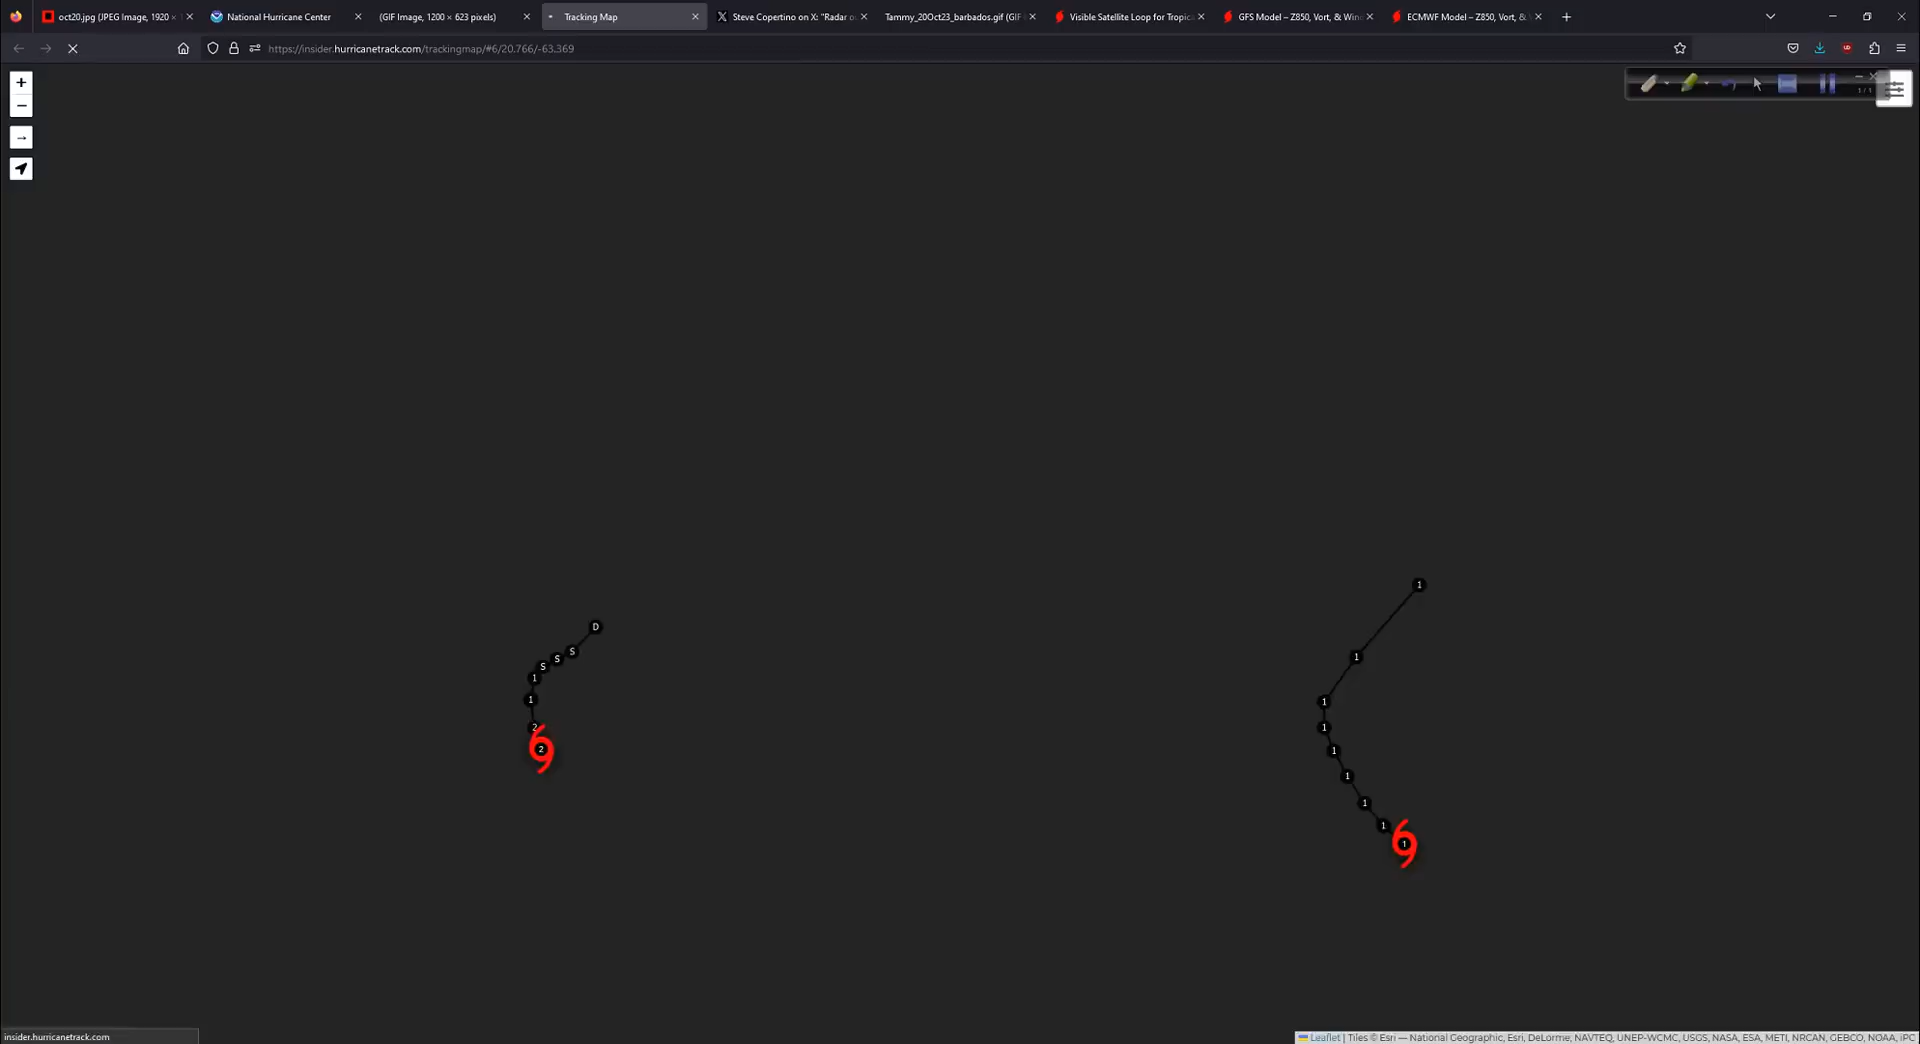 oct20.jpg (JPEG Image, 1920 ×
National Hurricane Center
(GIF Image, 1200 × 623 pixels)
Tracking Map
Steve Copertino on X: "Radar
Tammy_20Oct23_barbados.gif (GIF
Visible Satellite Loop for Tropic
GFS Model – Z850, Vort, & Win
ECMWF Model – Z850, Vort, &
https://insider.hurricanetrack.com/trackingmap/#6/20.766/-63.369
+
−
→
1 / 1
D
S
S
S
1
1
2
2
1
1
1
1
1
1
1
1
1
insider.hurricanetrack.com
Leaflet | Tiles © Esri — National Geographic, Esri, DeLorme, NAVTEQ, UNEP-WCMC, USGS, NASA, ESA, METI, NRCAN, GEBCO, NOAA, iPC